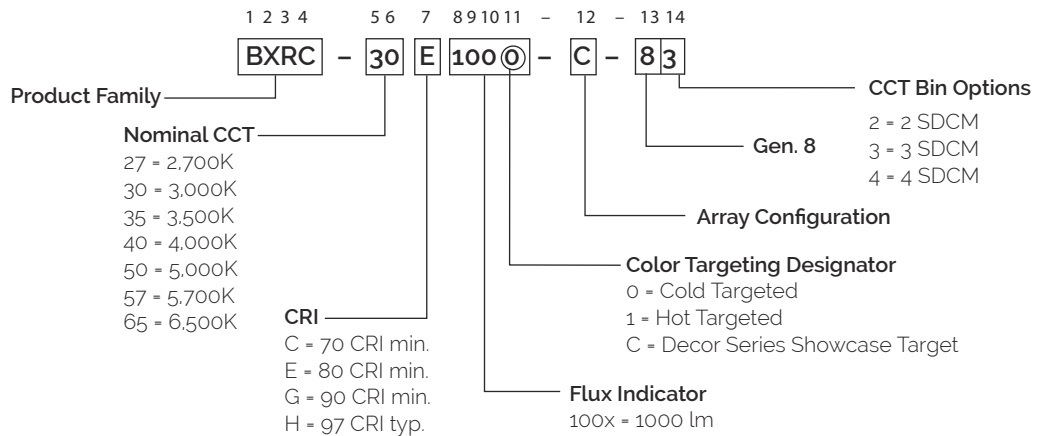 1 2 3 4 5 6 7 8 9 10 11 – 12 – 13 14
BXRC – 30 E 100 0 – C – 8 3
Product Family
CCT Bin Options
2 = 2 SDCM
3 = 3 SDCM
4 = 4 SDCM
Nominal CCT
27 = 2,700K
30 = 3,000K
35 = 3,500K
40 = 4,000K
50 = 5,000K
57 = 5,700K
65 = 6,500K
Gen. 8
Array Configuration
Color Targeting Designator
0 = Cold Targeted
1 = Hot Targeted
C = Decor Series Showcase Target
CRI
C = 70 CRI min.
E = 80 CRI min.
G = 90 CRI min.
H = 97 CRI typ.
Flux Indicator
100x = 1000 lm